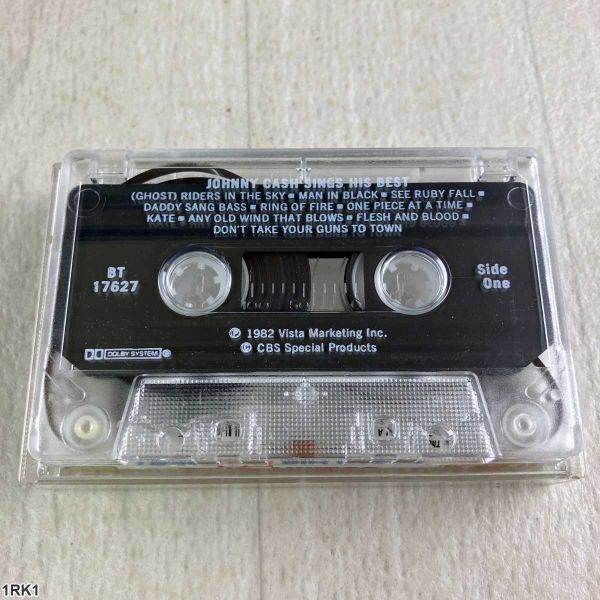 JOHNNY CASH SINGS HIS BEST
(GHOST) RIDERS IN THE SKY ▪ MAN IN BLACK ▪ SEE RUBY FALL ▪
DADDY SANG BASS ▪ RING OF FIRE ▪ ONE PIECE AT A TIME ▪
KATE ▪ ANY OLD WIND THAT BLOWS ▪ FLESH AND BLOOD ▪
DON'T TAKE YOUR GUNS TO TOWN
BT
17627
Side
One
100 50
℗ 1982 Vista Marketing Inc.
© CBS Special Products
DOLBY SYSTEM
1RK1